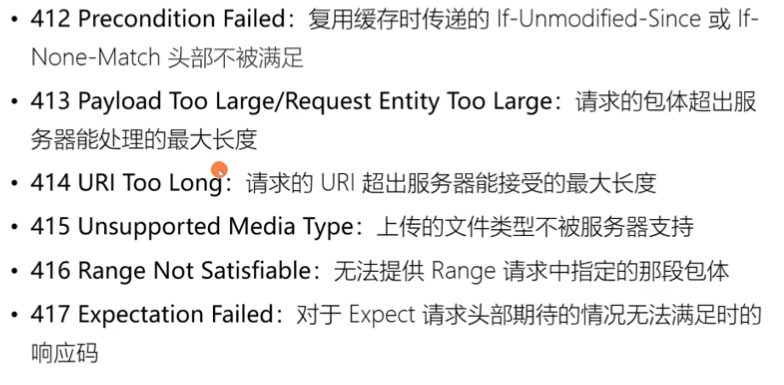 • 412 Precondition Failed：复用缓存时传递的 If-Unmodified-Since 或 If-
None-Match 头部不被满足
• 413 Payload Too Large/Request Entity Too Large：请求的包体超出服
务器能处理的最大长度
• 414 URI Too Long：请求的 URI 超出服务器能接受的最大长度
• 415 Unsupported Media Type：上传的文件类型不被服务器支持
• 416 Range Not Satisfiable：无法提供 Range 请求中指定的那段包体
• 417 Expectation Failed：对于 Expect 请求头部期待的情况无法满足时的
响应码